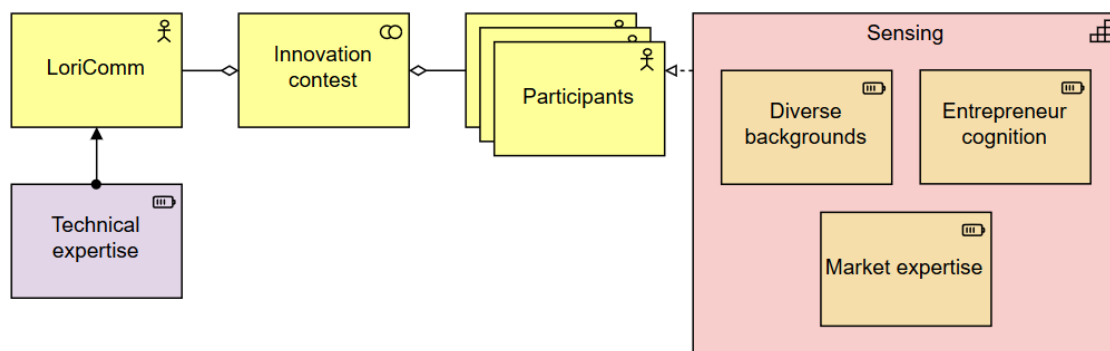 LoriComm
Innovation
contest
Participants
Sensing
Diverse
backgrounds
Entrepreneur
cognition
Technical
expertise
Market expertise